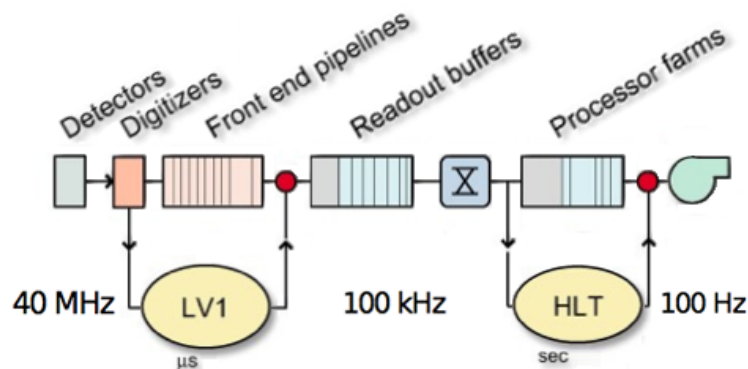 Detectors
Digitizers
Front end pipelines
Readout buffers
Processor farms
40 MHz
LV1
100 kHz
HLT
100 Hz
µs
sec